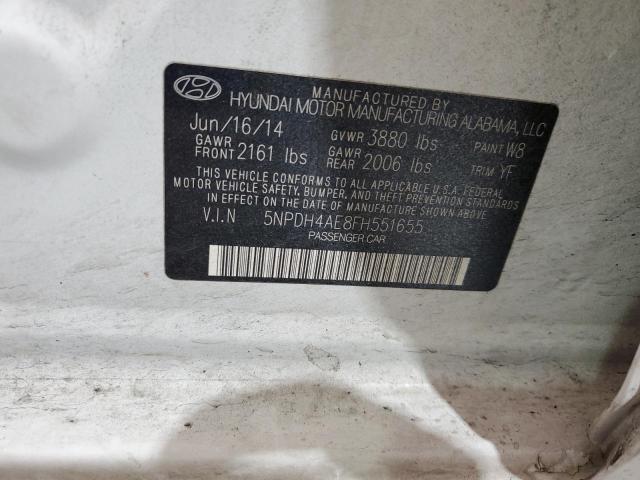 MANUFACTURED BY
HYUNDAI MOTOR MANUFACTURING ALABAMA, LLC
Jun/16/14 GVWR 3880 lbs PAINT W8
GAWR FRONT 2161 lbs GAWR REAR 2006 lbs TRIM YF
THIS VEHICLE CONFORMS TO ALL APPLICABLE U.S.A. FEDERAL
MOTOR VEHICLE SAFETY, BUMPER, AND THEFT PREVENTION STANDARDS
IN EFFECT ON THE DATE OF MANUFACTURE SHOWN ABOVE.
V.I.N 5NPDH4AE8FH551655
PASSENGER CAR